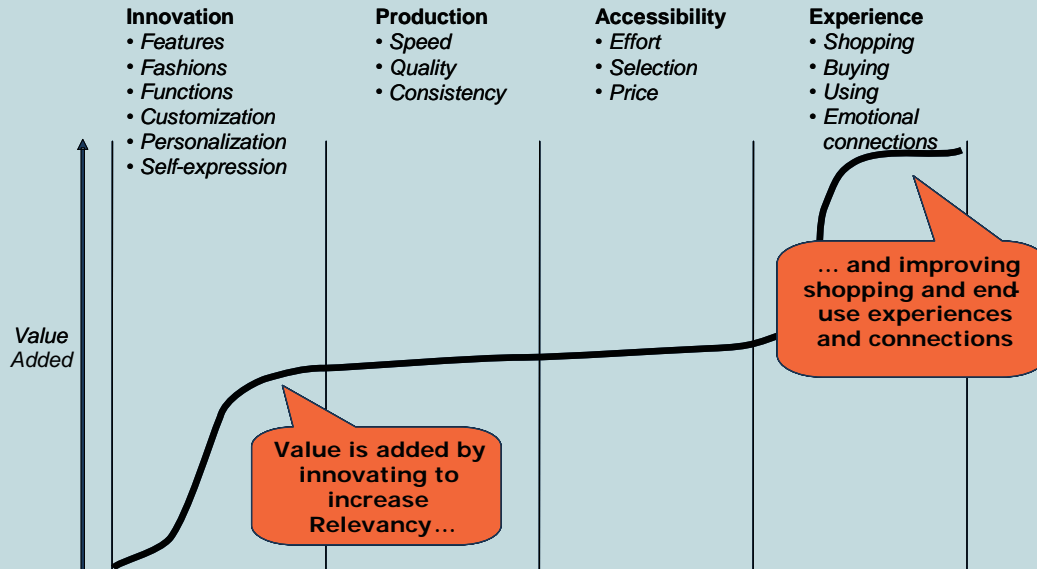 Innovation
• Features
• Fashions
• Functions
• Customization
• Personalization
• Self-expression
Production
• Speed
• Quality
• Consistency
Accessibility
• Effort
• Selection
• Price
Experience
• Shopping
• Buying
• Using
• Emotional
connections
Value
Added
Value is added by
innovating to
increase
Relevancy...
... and improving
shopping and end-
use experiences
and connections